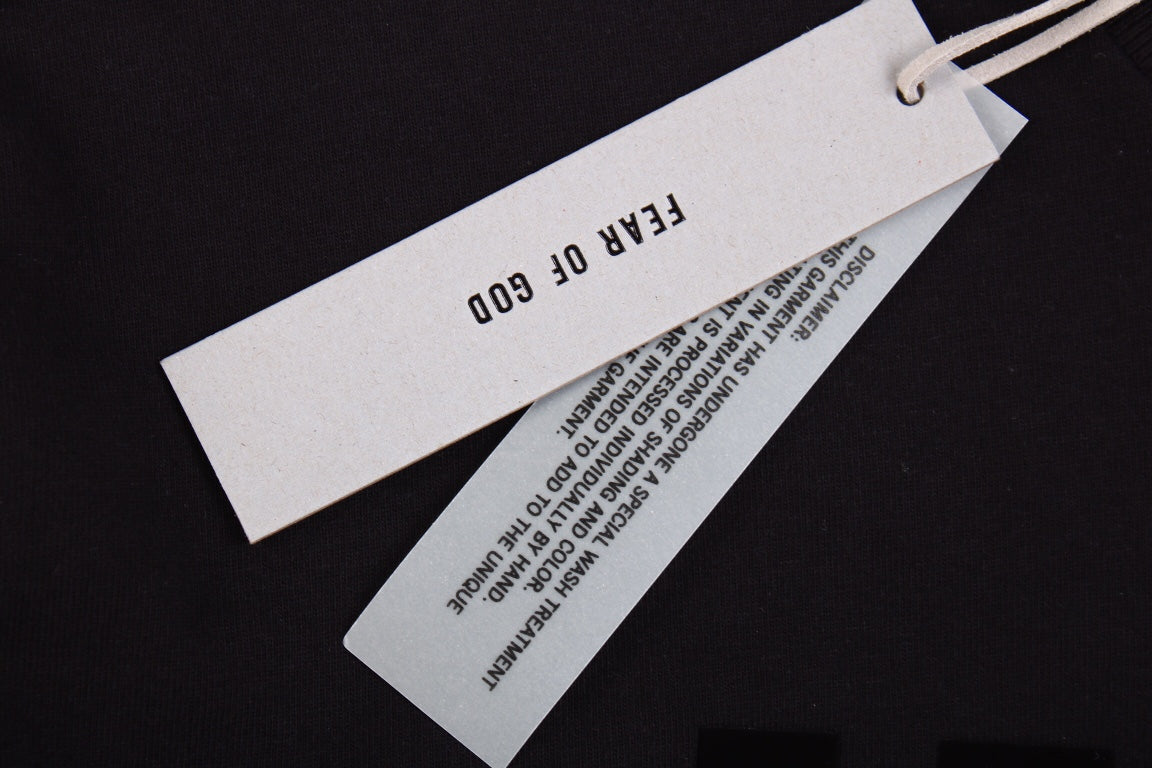 FEAR OF GOD
DISCLAIMER:
THIS GARMENT HAS UNDERGONE A SPECIAL WASH TREATMENT
IN VARIATIONS OF SHADING AND COLOR.
IS PROCESSED INDIVIDUALLY BY HAND.
ARE INTENDED TO ADD TO THE UNIQUE
GARMENT.